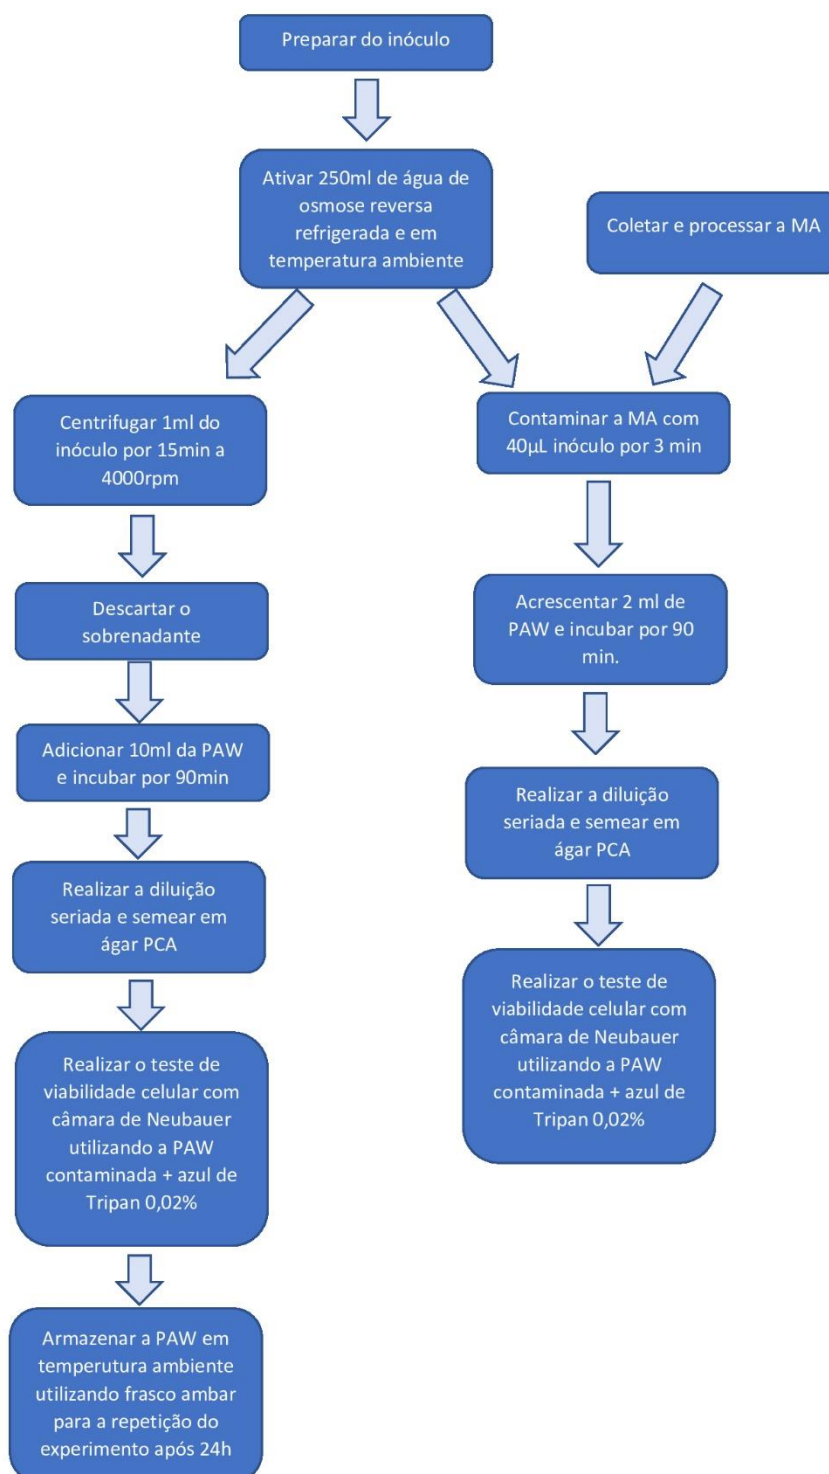 Preparar do inóculo
Ativar 250ml de água de
osmose reversa
refrigerada e em
temperatura ambiente
Coletar e processar a MA
Centrifugar 1ml do
inóculo por 15min a
4000rpm
Descartar o
sobrenadante
Adicionar 10ml da PAW
e incubar por 90min
Realizar a diluição
seriada e semear em
ágar PCA
Realizar o teste de
viabilidade celular com
câmara de Neubauer
utilizando a PAW
contaminada + azul de
Tripan 0,02%
Armazenar a PAW em
temperutura ambiente
utilizando frasco ambar
para a repetição do
experimento após 24h
Contaminar a MA com
40µL inóculo por 3 min
Acrescentar 2 ml de
PAW e incubar por 90
min.
Realizar a diluição
seriada e semear em
ágar PCA
Realizar o teste de
viabilidade celular com
câmara de Neubauer
utilizando a PAW
contaminada + azul de
Tripan 0,02%